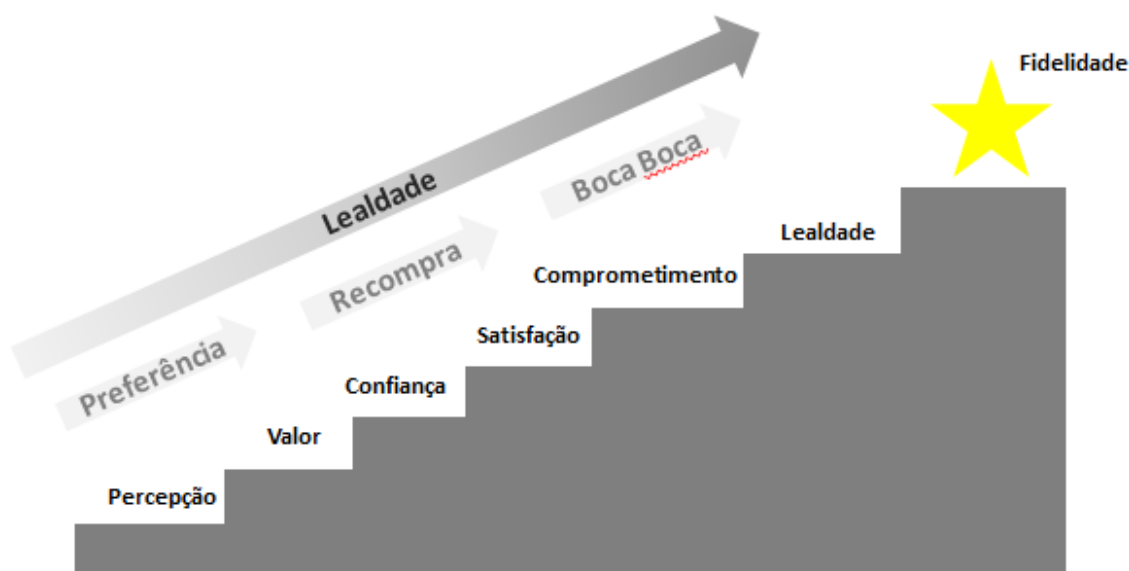 Fidelidade
Lealdade
Boca Boca
Recompra
Preferência
Lealdade
Comprometimento
Satisfação
Confiança
Valor
Percepção